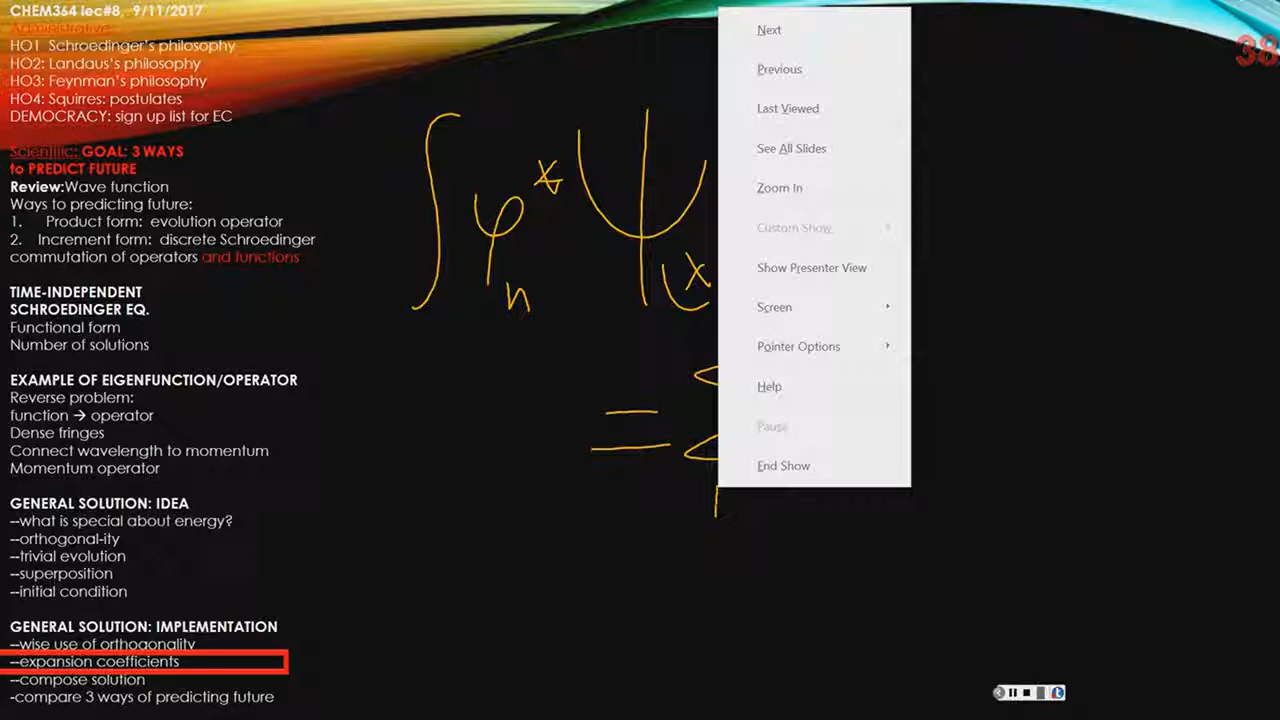 CHEM364 lec#8, 9/11/2017
Administrative:
HO1 Schroedinger's philosophy
HO2: Landaus's philosophy
HO3: Feynman's philosophy
HO4: Squirres: postulates
DEMOCRACY: sign up list for EC
Scientific: GOAL: 3 WAYS
to PREDICT FUTURE
Review:Wave function
Ways to predicting future:
1. Product form: evolution operator
2. Increment form: discrete Schroedinger
commutation of operators and functions
TIME-INDEPENDENT
SCHROEDINGER EQ.
Functional form
Number of solutions
EXAMPLE OF EIGENFUNCTION/OPERATOR
Reverse problem:
function → operator
Dense fringes
Connect wavelength to momentum
Momentum operator
GENERAL SOLUTION: IDEA
--what is special about energy?
--orthogonal-ity
--trivial evolution
--superposition
--initial condition
GENERAL SOLUTION: IMPLEMENTATION
--wise use of orthogonality
--expansion coefficients
--compose solution
-compare 3 ways of predicting future
∫ φ*n ψ(x
=
Next
Previous
Last Viewed
See All Slides
Zoom In
Custom Show
Show Presenter View
Screen
Pointer Options
Help
Pause
End Show
38